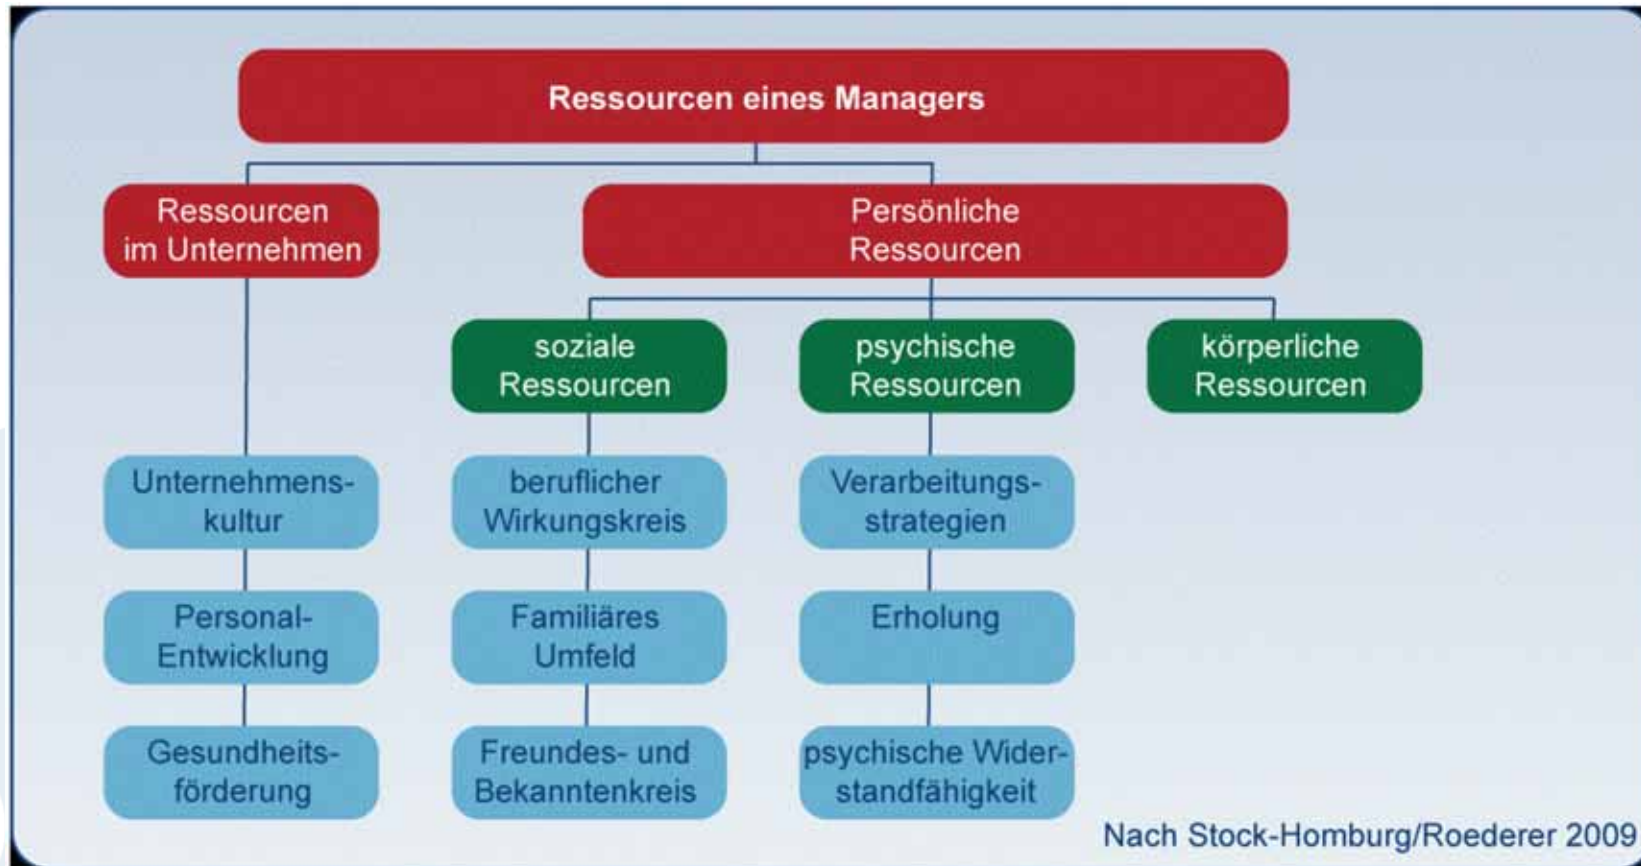 Ressourcen eines Managers
Ressourcen
im Unternehmen
Persönliche
Ressourcen
soziale
Ressourcen
psychische
Ressourcen
körperliche
Ressourcen
Unternehmens-
kultur
beruflicher
Wirkungskreis
Verarbeitungs-
strategien
Personal-
Entwicklung
Familiäres
Umfeld
Erholung
Gesundheits-
förderung
Freundes- und
Bekanntenkreis
psychische Wider-
standfähigkeit
Nach Stock-Homburg/Roederer 2009